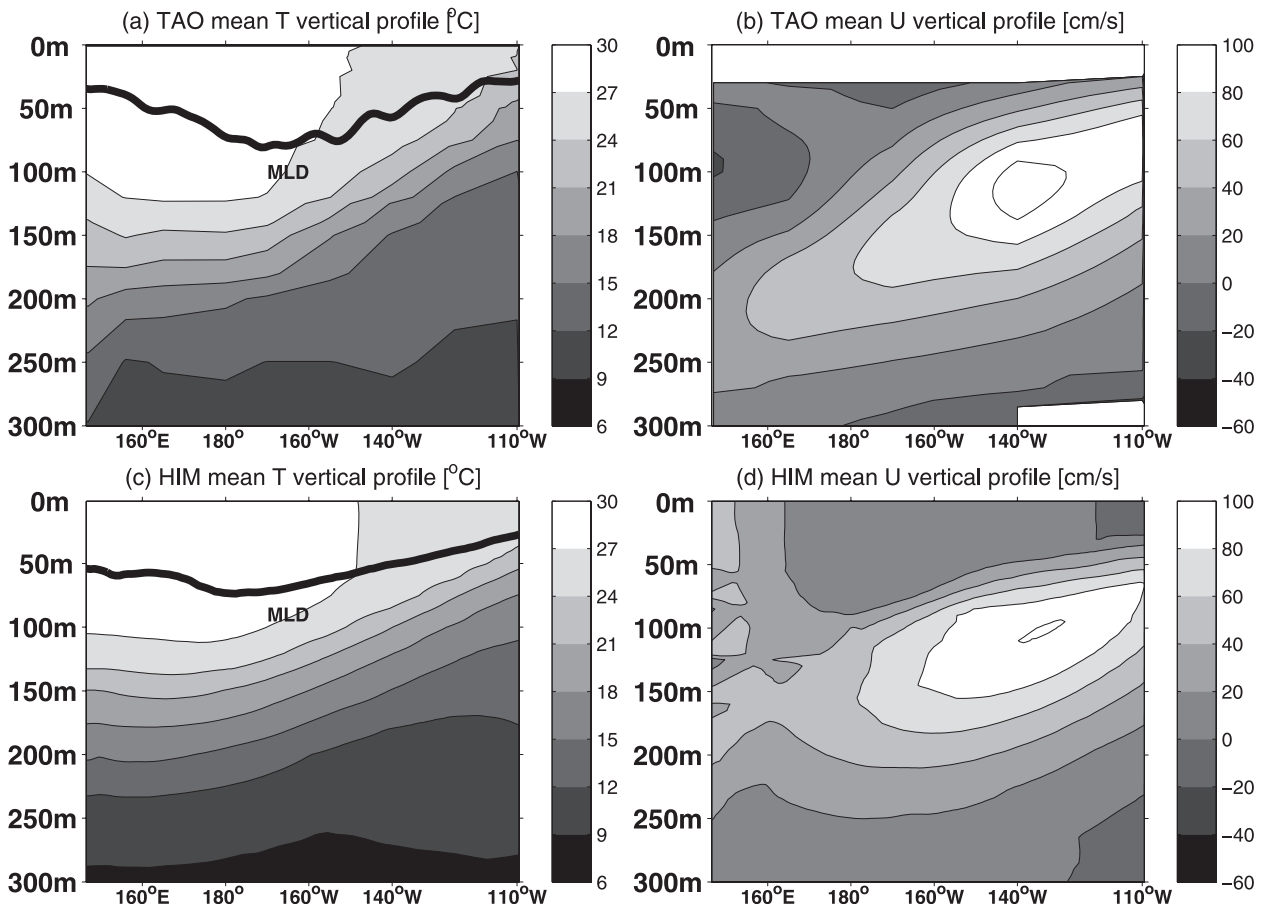 (a) TAO mean T vertical profile [°C]
0m
50m
100m
150m
200m
250m
300m
MLD
160°E 180° 160°W 140°W 110°W
30
27
24
21
18
15
12
9
6
(b) TAO mean U vertical profile [cm/s]
0m
50m
100m
150m
200m
250m
300m
160°E 180° 160°W 140°W 110°W
100
80
60
40
20
0
−20
−40
−60
(c) HIM mean T vertical profile [°C]
0m
50m
100m
150m
200m
250m
300m
MLD
160°E 180° 160°W 140°W 110°W
30
27
24
21
18
15
12
9
6
(d) HIM mean U vertical profile [cm/s]
0m
50m
100m
150m
200m
250m
300m
160°E 180° 160°W 140°W 110°W
100
80
60
40
20
0
−20
−40
−60